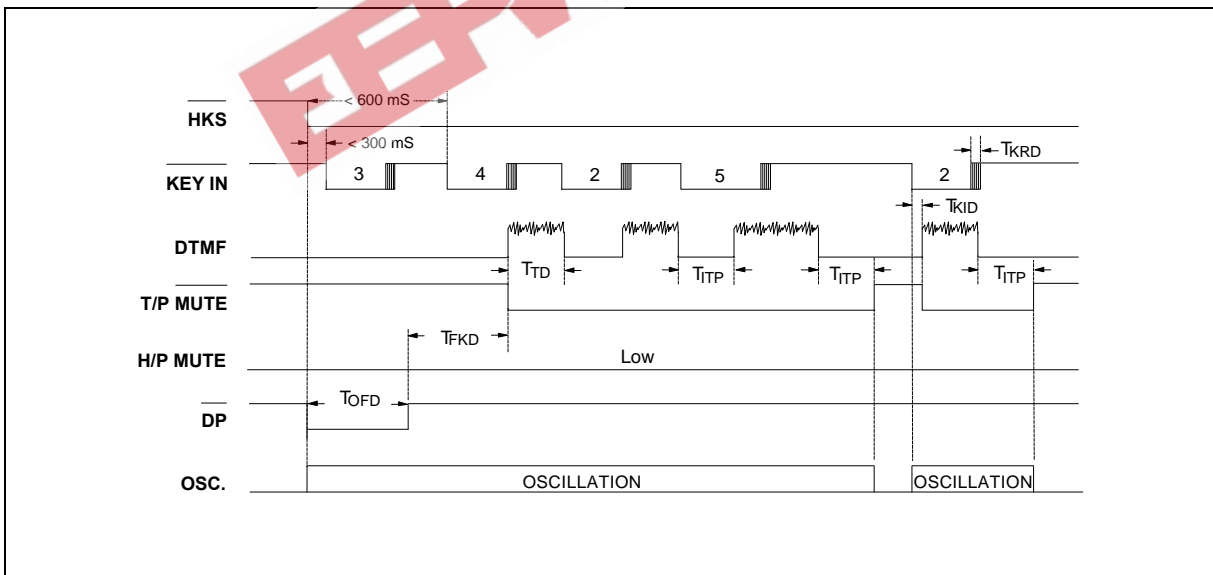 HKS
< 600 mS
< 300 mS
TKRD
KEY IN
3
4
2
5
2
TKID
DTMF
TTD
TITP
TITP
TITP
T/P MUTE
TFKD
H/P MUTE
Low
TOFD
DP
OSC.
OSCILLATION
OSCILLATION